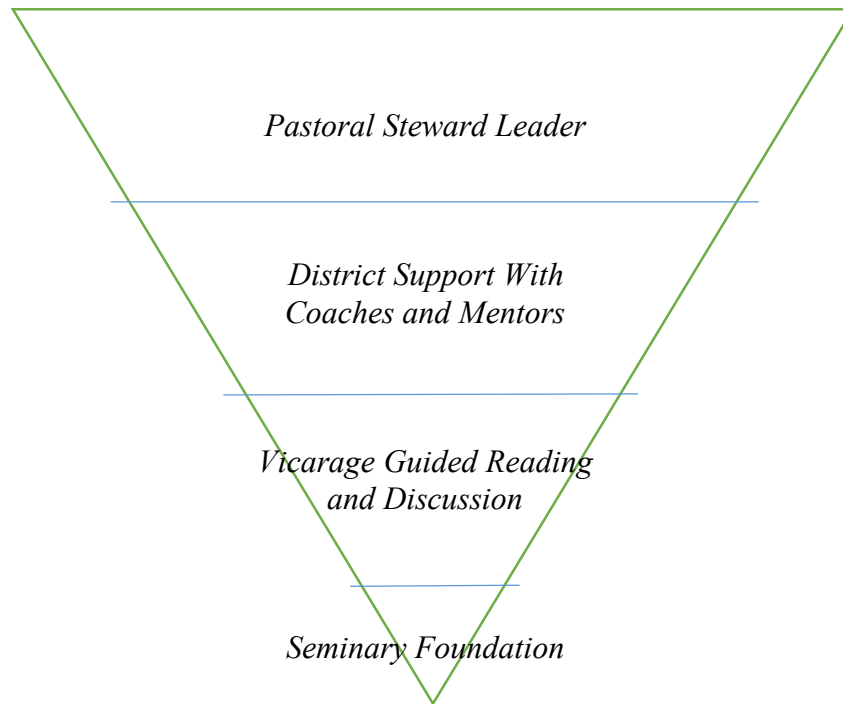 Pastoral Steward Leader
District Support With
Coaches and Mentors
Vicarage Guided Reading
and Discussion
Seminary Foundation